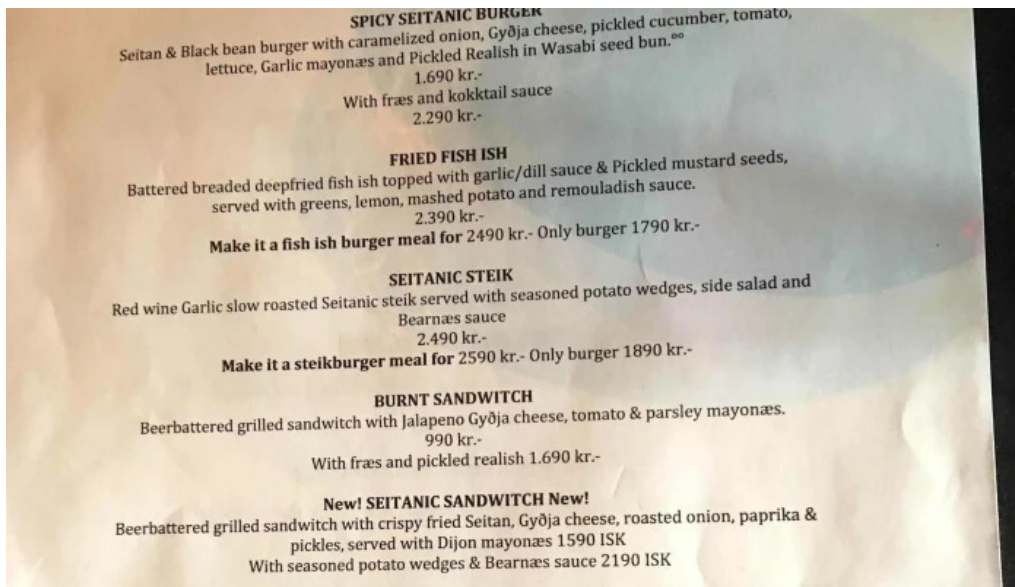 SPICY SEITANIC BURGER
Seitan & Black bean burger with caramelized onion, Gyðja cheese, pickled cucumber, tomato,
lettuce, Garlic mayonæs and Pickled Realish in Wasabi seed bun.°°
1.690 kr.-
With fræs and kokktail sauce
2.290 kr.-
FRIED FISH ISH
Battered breaded deepfried fish ish topped with garlic/dill sauce & Pickled mustard seeds,
served with greens, lemon, mashed potato and remouladish sauce.
2.390 kr.-
Make it a fish ish burger meal for 2490 kr.- Only burger 1790 kr.-
SEITANIC STEIK
Red wine Garlic slow roasted Seitanic steik served with seasoned potato wedges, side salad and
Bearnæs sauce
2.490 kr.-
Make it a steikburger meal for 2590 kr.- Only burger 1890 kr.-
BURNT SANDWITCH
Beerbattered grilled sandwitch with Jalapeno Gyðja cheese, tomato & parsley mayonæs.
990 kr.-
With fræs and pickled realish 1.690 kr.-
New! SEITANIC SANDWITCH New!
Beerbattered grilled sandwitch with crispy fried Seitan, Gyðja cheese, roasted onion, paprika &
pickles, served with Dijon mayonæs 1590 ISK
With seasoned potato wedges & Bearnæs sauce 2190 ISK